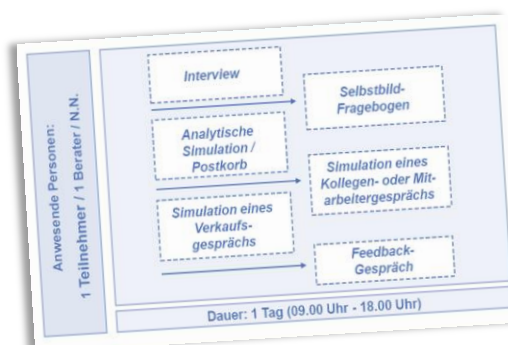 Anwesende Personen:
1 Teilnehmer / 1 Berater / N.N.
Interview
Selbstbild-
Fragebogen
Analytische
Simulation /
Postkorb
Simulation eines
Kollegen- oder Mit-
arbeitergesprächs
Simulation eines
Verkaufs-
gesprächs
Feedback-
Gespräch
Dauer: 1 Tag (09.00 Uhr - 18.00 Uhr)